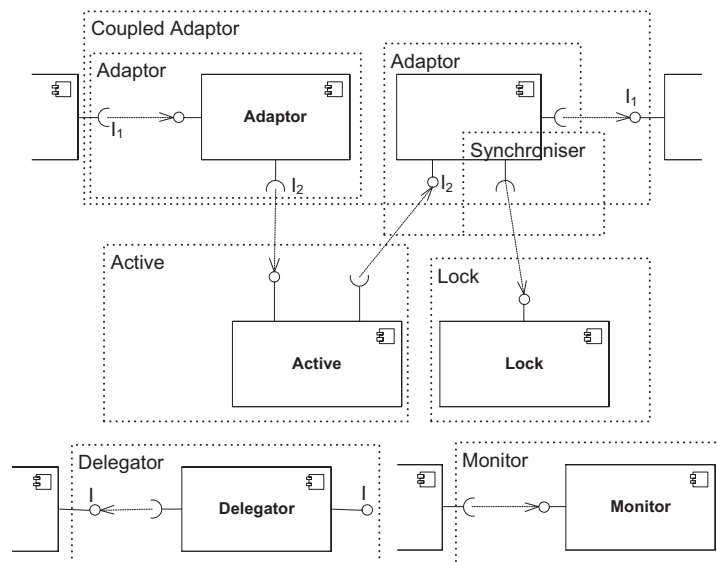 Coupled Adaptor
Adaptor
Adaptor
I₁
Adaptor
I₁
Synchroniser
I₂
I₂
Active
Lock
Active
Lock
Delegator
Monitor
I
Delegator
I
Monitor